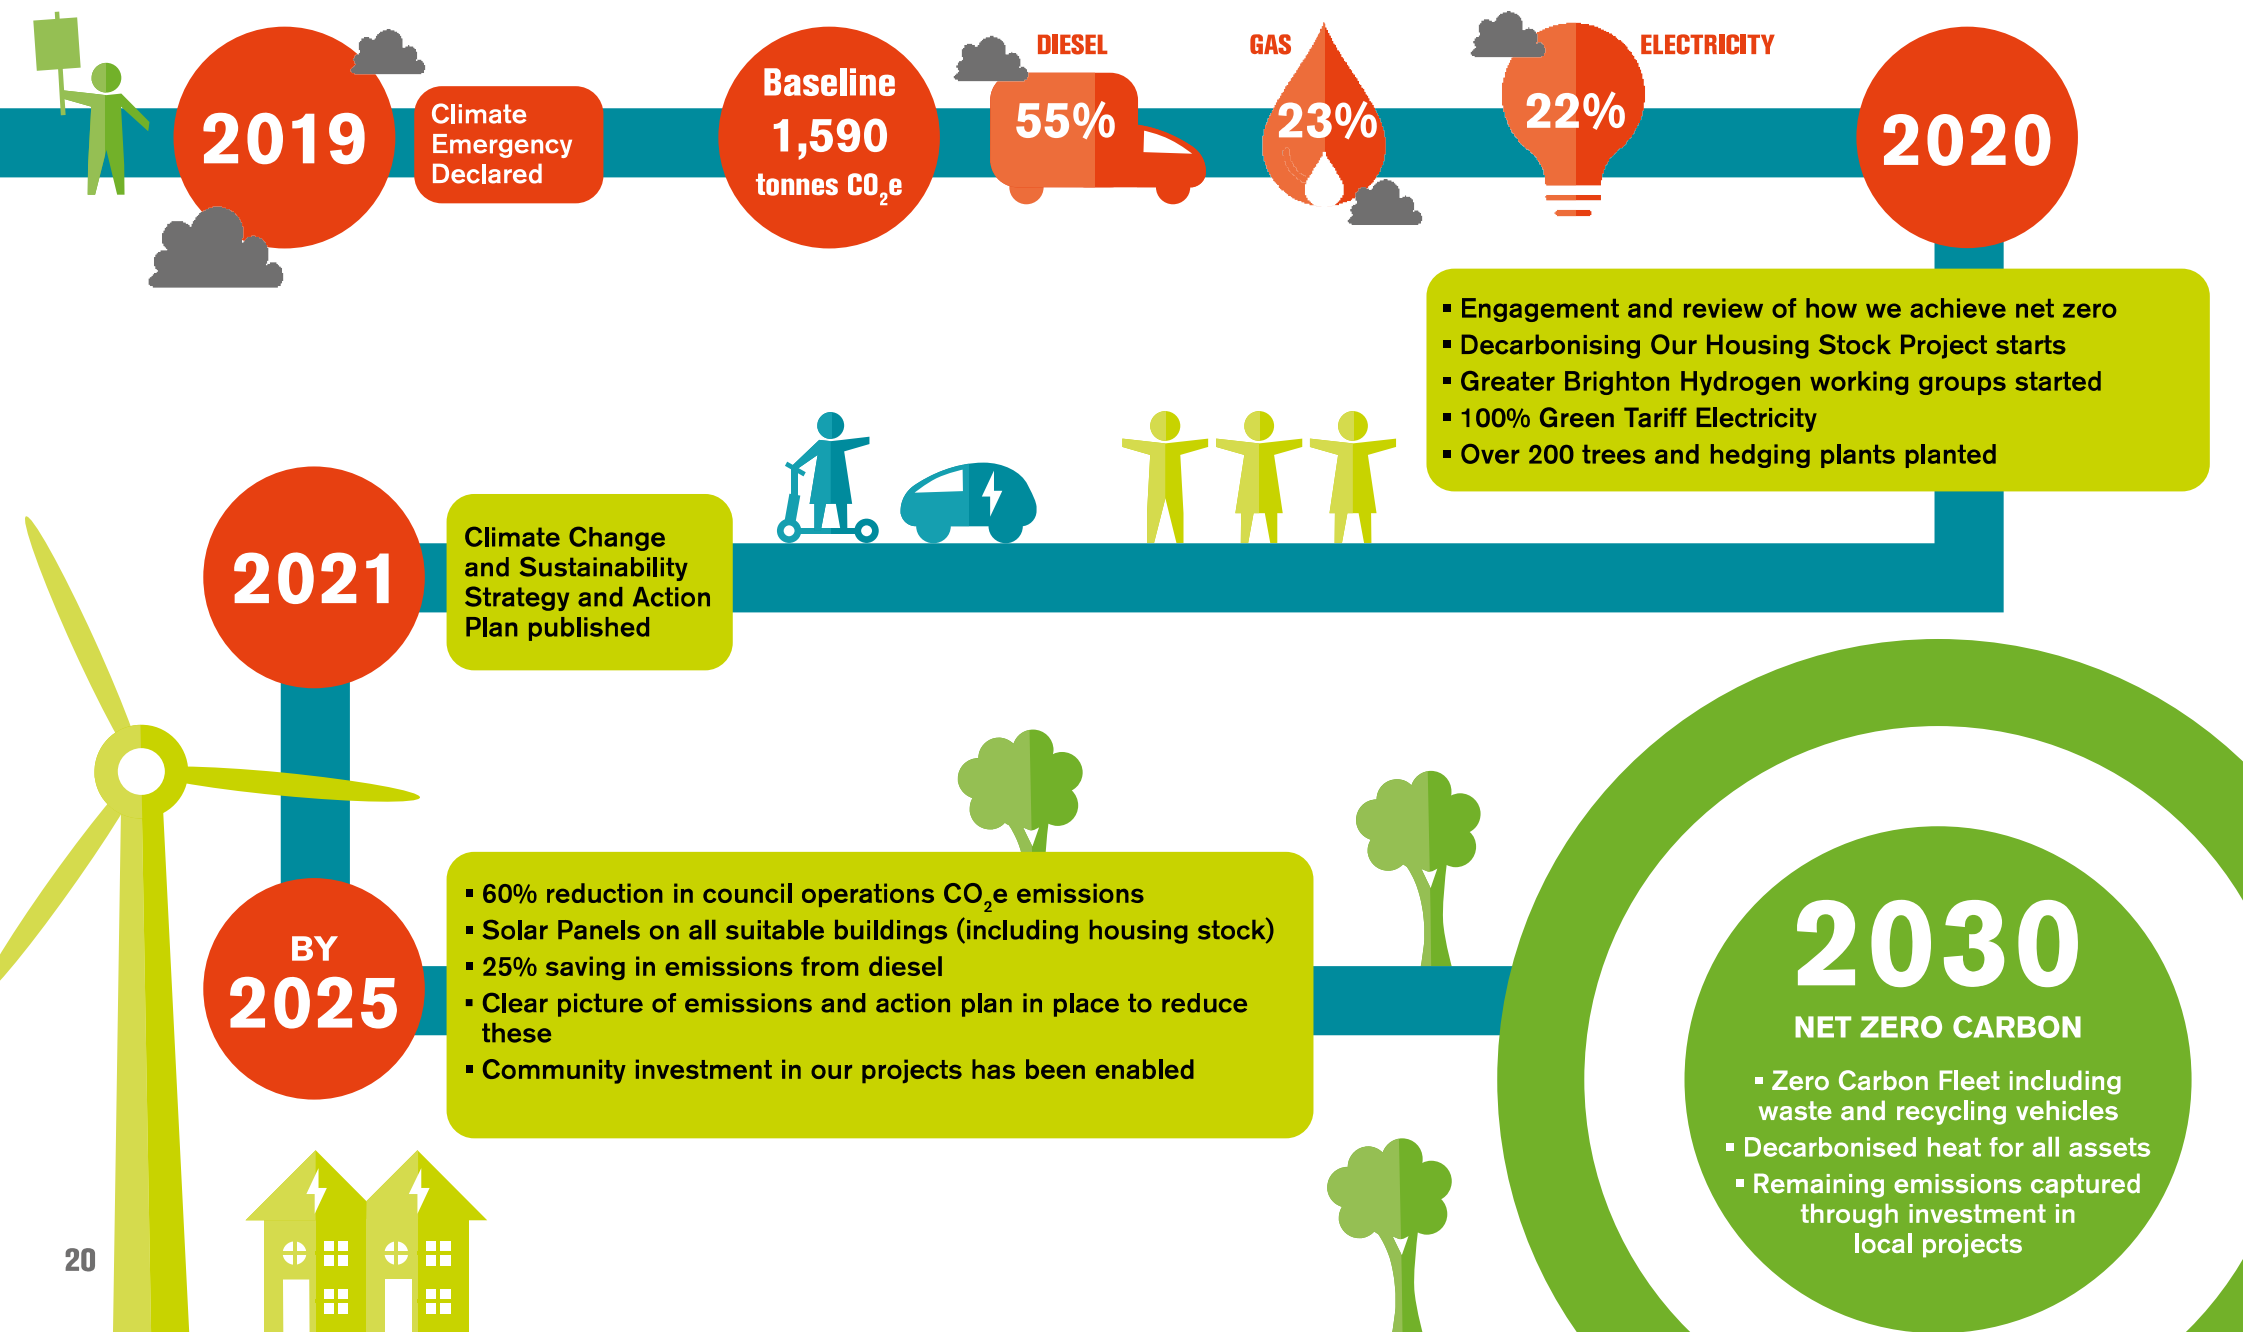 2019
Climate
Emergency
Declared
Baseline
1,590
tonnes CO₂e
DIESEL
55%
GAS
23%
ELECTRICITY
22%
2020
▪ Engagement and review of how we achieve net zero
▪ Decarbonising Our Housing Stock Project starts
▪ Greater Brighton Hydrogen working groups started
▪ 100% Green Tariff Electricity
▪ Over 200 trees and hedging plants planted
2021
Climate Change
and Sustainability
Strategy and Action
Plan published
BY
2025
▪ 60% reduction in council operations CO₂e emissions
▪ Solar Panels on all suitable buildings (including housing stock)
▪ 25% saving in emissions from diesel
▪ Clear picture of emissions and action plan in place to reduce
these
▪ Community investment in our projects has been enabled
2030
NET ZERO CARBON
▪ Zero Carbon Fleet including
waste and recycling vehicles
▪ Decarbonised heat for all assets
▪ Remaining emissions captured
through investment in
local projects
20